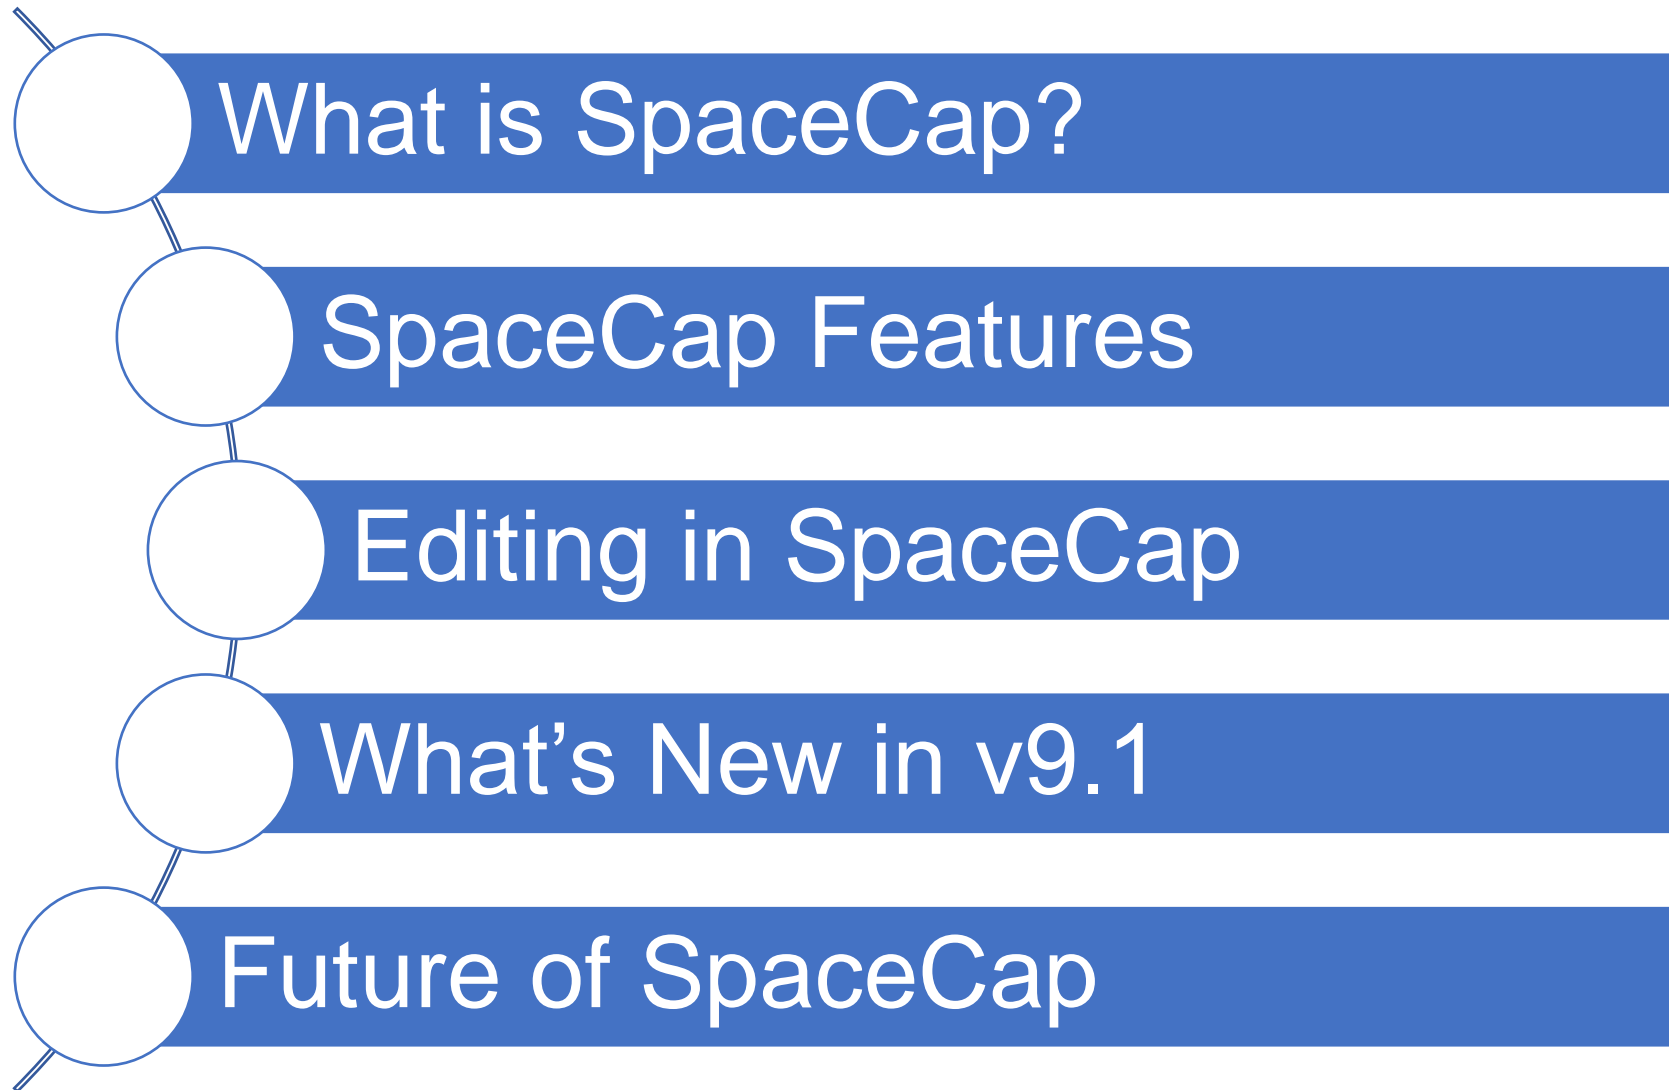 What is SpaceCap?
SpaceCap Features
Editing in SpaceCap
What’s New in v9.1
Future of SpaceCap